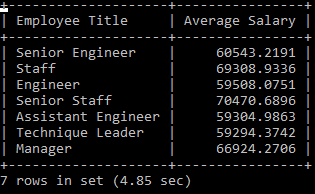 +--------------------+----------------+
| Employee Title     | Average Salary |
+--------------------+----------------+
| Senior Engineer    |     60543.2191 |
| Staff              |     69308.9336 |
| Engineer           |     59508.0751 |
| Senior Staff       |     70470.6896 |
| Assistant Engineer |     59304.9863 |
| Technique Leader   |     59294.3742 |
| Manager            |     66924.2706 |
+--------------------+----------------+
7 rows in set (4.85 sec)